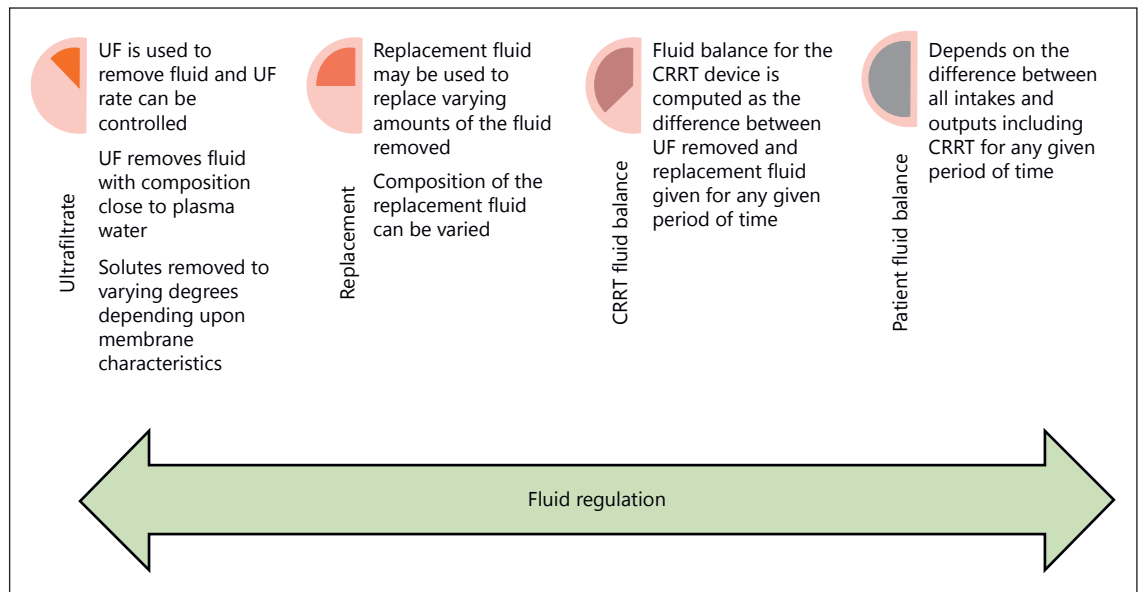 UF is used to
remove fluid and UF
rate can be
controlled
UF removes fluid
with composition
close to plasma
water
Solutes removed to
varying degrees
depending upon
membrane
characteristics
Ultrafiltrate
Replacement fluid
may be used to
replace varying
amounts of the fluid
removed
Composition of the
replacement fluid
can be varied
Replacement
Fluid balance for the
CRRT device is
computed as the
difference between
UF removed and
replacement fluid
given for any given
period of time
CRRT fluid balance
Depends on the
difference between
all intakes and
outputs including
CRRT for any given
period of time
Patient fluid balance
Fluid regulation